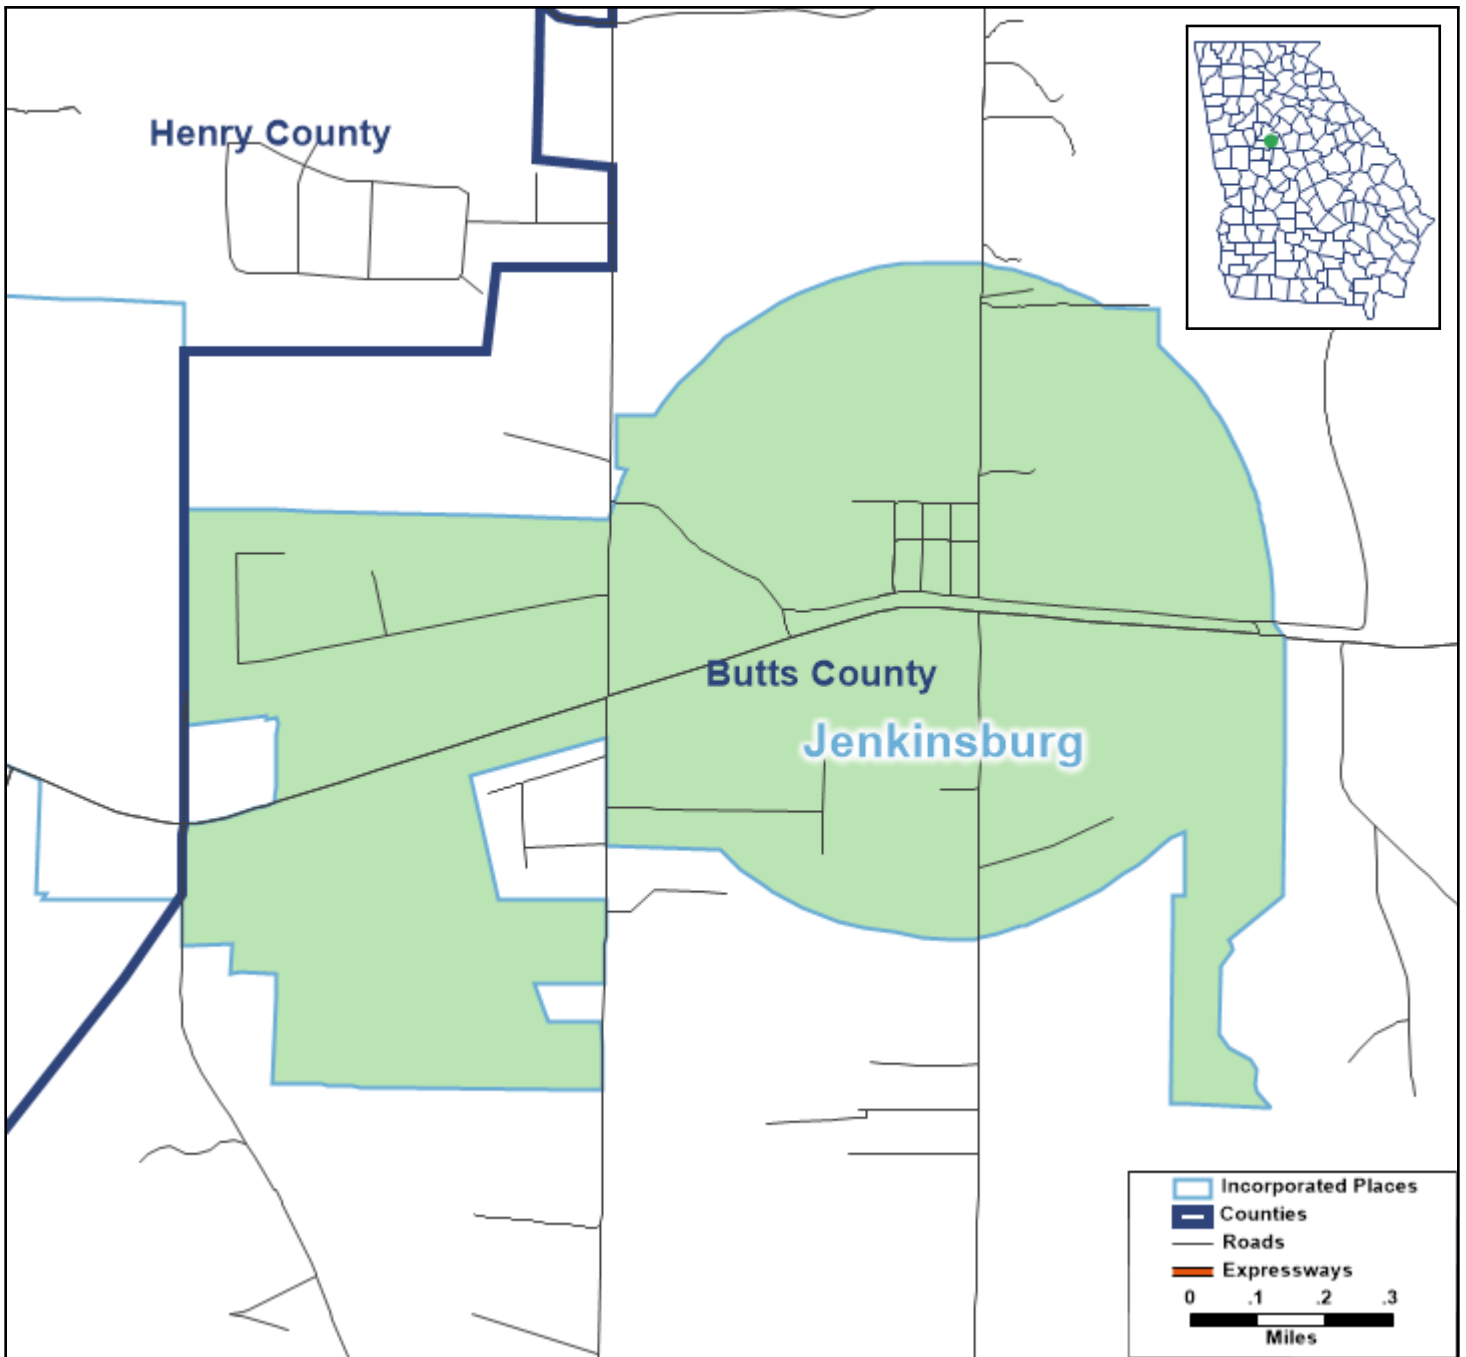 Henry County
Butts County
Jenkinsburg
Incorporated Places
Counties
Roads
Expressways
0 .1 .2 .3
Miles